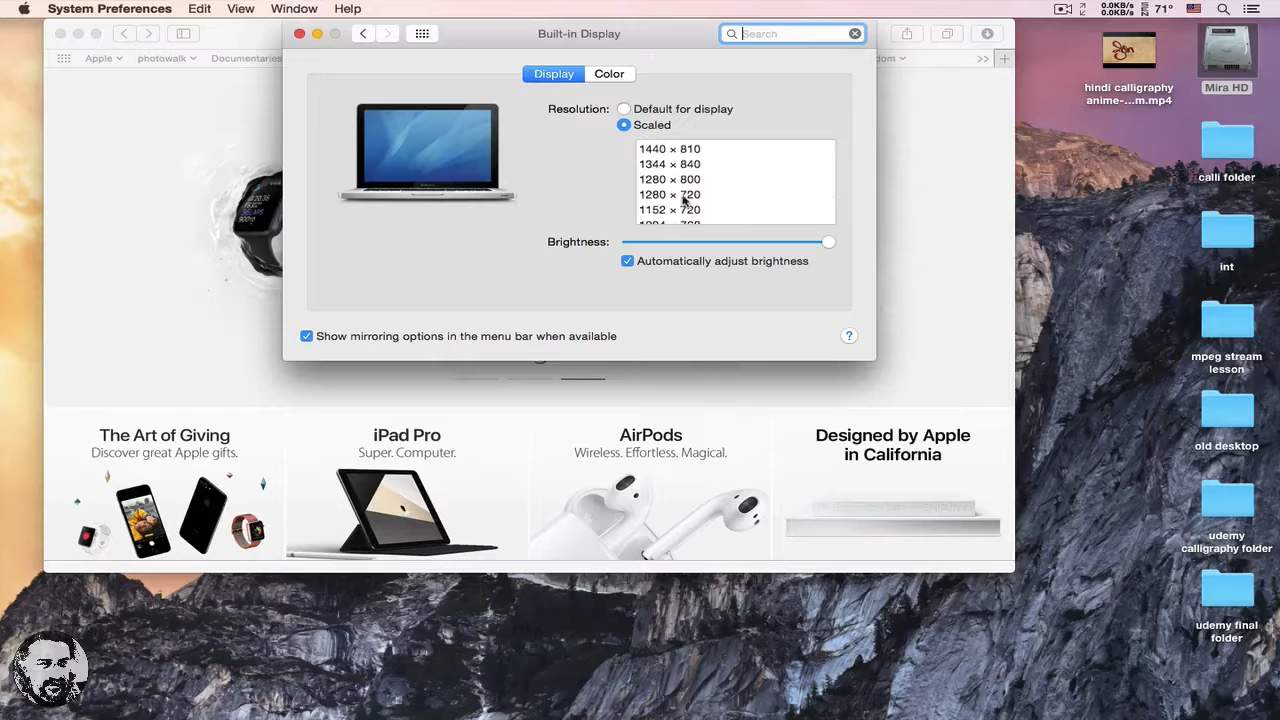 System Preferences Edit View Window Help
0.0KB/s
0.0KB/s
71°
Built-in Display
Search
Apple photowalk Documentaries
dom >>
Display Color
Resolution: Default for display
Scaled
1440 × 810
1344 × 840
1280 × 800
1280 × 720
1152 × 720
Brightness:
Automatically adjust brightness
Show mirroring options in the menu bar when available
?
The Art of Giving
Discover great Apple gifts.
iPad Pro
Super. Computer.
AirPods
Wireless. Effortless. Magical.
Designed by Apple
in California
hindi calligraphy
anime-...m.mp4
Mira HD
calli folder
int
mpeg stream
lesson
old desktop
udemy
calligraphy folder
udemy final
folder